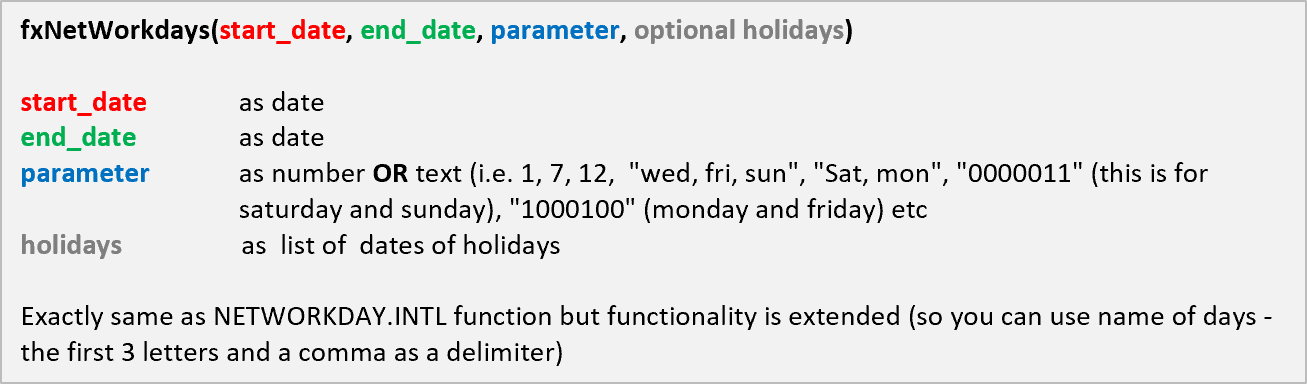 fxNetWorkdays(start_date, end_date, parameter, optional holidays)
start_date as date
end_date as date
parameter as number OR text (i.e. 1, 7, 12, "wed, fri, sun", "Sat, mon", "0000011" (this is for
saturday and sunday), "1000100" (monday and friday) etc
holidays as list of dates of holidays
Exactly same as NETWORKDAY.INTL function but functionality is extended (so you can use name of days -
the first 3 letters and a comma as a delimiter)